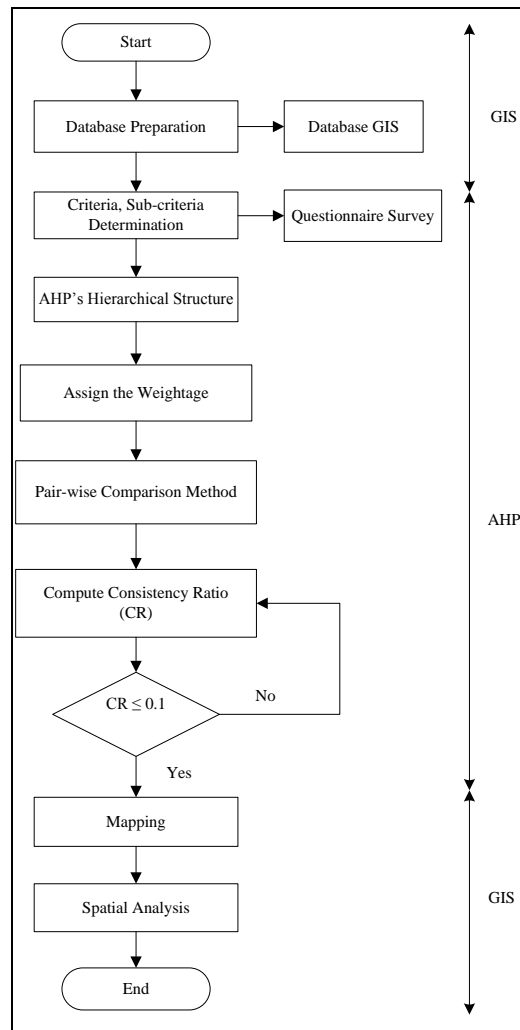 Start
GIS
Database Preparation
Database GIS
Criteria, Sub-criteria
Determination
Questionnaire Survey
AHP’s Hierarchical Structure
Assign the Weightage
Pair-wise Comparison Method
AHP
Compute Consistency Ratio
(CR)
CR ≤ 0.1
No
Yes
Mapping
Spatial Analysis
GIS
End